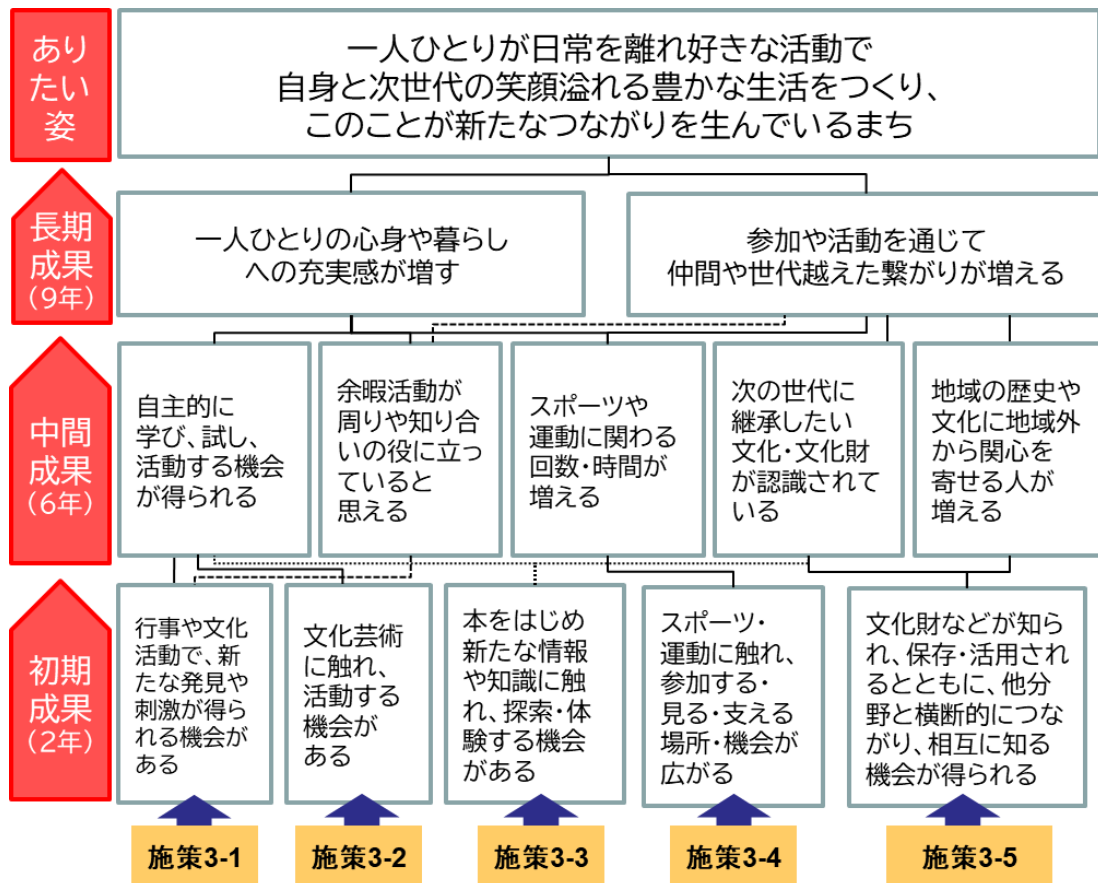 あり
たい
姿
一人ひとりが日常を離れ好きな活動で
自身と次世代の笑顔溢れる豊かな生活をつくり、
このことが新たなつながりを生んでいるまち
長期
成果
(9年)
一人ひとりの心身や暮らし
への充実感が増す
参加や活動を通じて
仲間や世代越えた繋がりが増える
中間
成果
(6年)
自主的に
学び、試し、
活動する機会
が得られる
余暇活動が
周りや知り合
いの役に立っ
ていると
思える
スポーツや
運動に関わる
回数・時間が
増える
次の世代に
継承したい
文化・文化財
が認識されて
いる
地域の歴史や
文化に地域外
から関心を
寄せる人が
増える
初期
成果
(2年)
行事や文化
活動で、新
たな発見や
刺激が得ら
れる機会が
ある
文化芸術
に触れ、
活動する
機会が
ある
本をはじめ
新たな情報
や知識に触
れ、探索・体
験する機会
がある
スポーツ・
運動に触れ、
参加する・
見る・支える
場所・機会が
広がる
文化財などが知ら
れ、保存・活用され
るとともに、他分
野と横断的につな
がり、相互に知る
機会が得られる
施策3-1
施策3-2
施策3-3
施策3-4
施策3-5